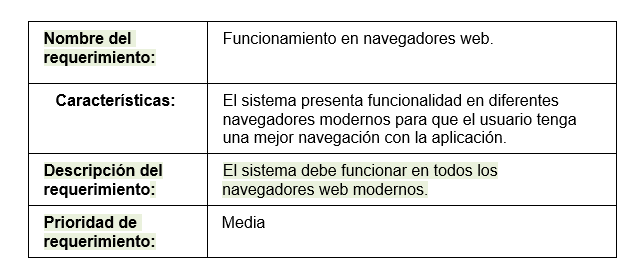 Nombre del
requerimiento:
Funcionamiento en navegadores web.
Características:
El sistema presenta funcionalidad en diferentes
navegadores modernos para que el usuario tenga
una mejor navegación con la aplicación.
Descripción del
requerimiento:
El sistema debe funcionar en todos los
navegadores web modernos.
Prioridad de
requerimiento:
Media